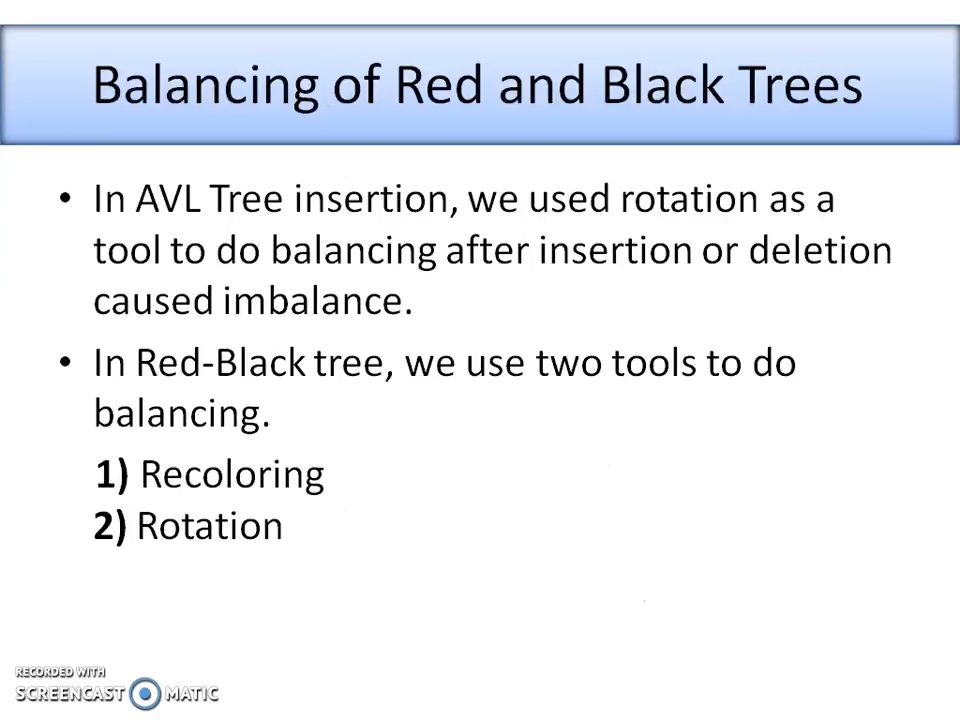 Balancing of Red and Black Trees
• In AVL Tree insertion, we used rotation as a
tool to do balancing after insertion or deletion
caused imbalance.
• In Red-Black tree, we use two tools to do
balancing.
1) Recoloring
2) Rotation
RECORDED WITH
SCREENCAST MATIC